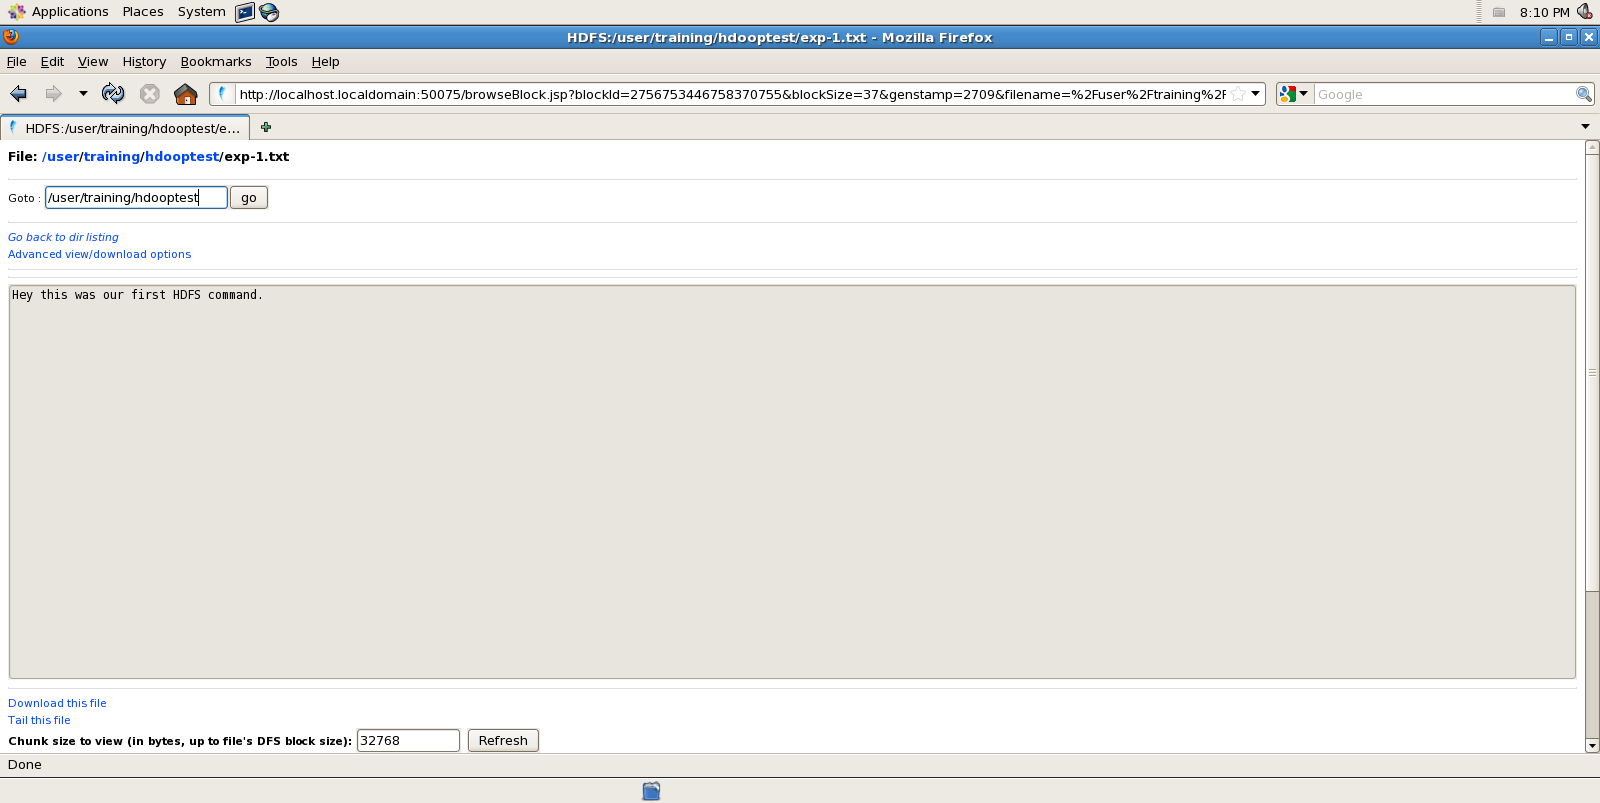 Applications Places System 8:10 PM
HDFS:/user/training/hdooptest/exp-1.txt - Mozilla Firefox
File Edit View History Bookmarks Tools Help
http://localhost.localdomain:50075/browseBlock.jsp?blockId=2756753446758370755&blockSize=37&genstamp=2709&filename=%2Fuser%2Ftraining%2F Google
HDFS:/user/training/hdooptest/e...
File: /user/training/hdooptest/exp-1.txt
Goto : /user/training/hdooptest go
Go back to dir listing
Advanced view/download options
Hey this was our first HDFS command.
Download this file
Tail this file
Chunk size to view (in bytes, up to file's DFS block size): 32768 Refresh
Done